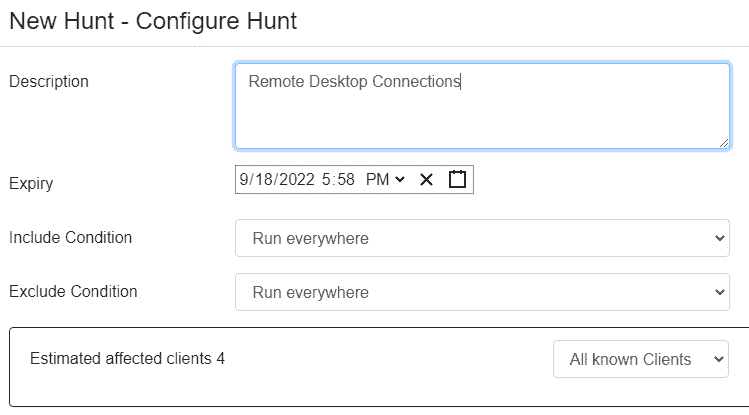 New Hunt - Configure Hunt
Description Remote Desktop Connections
Expiry 9/18/2022 5:58 PM
Include Condition Run everywhere
Exclude Condition Run everywhere
Estimated affected clients 4 All known Clients